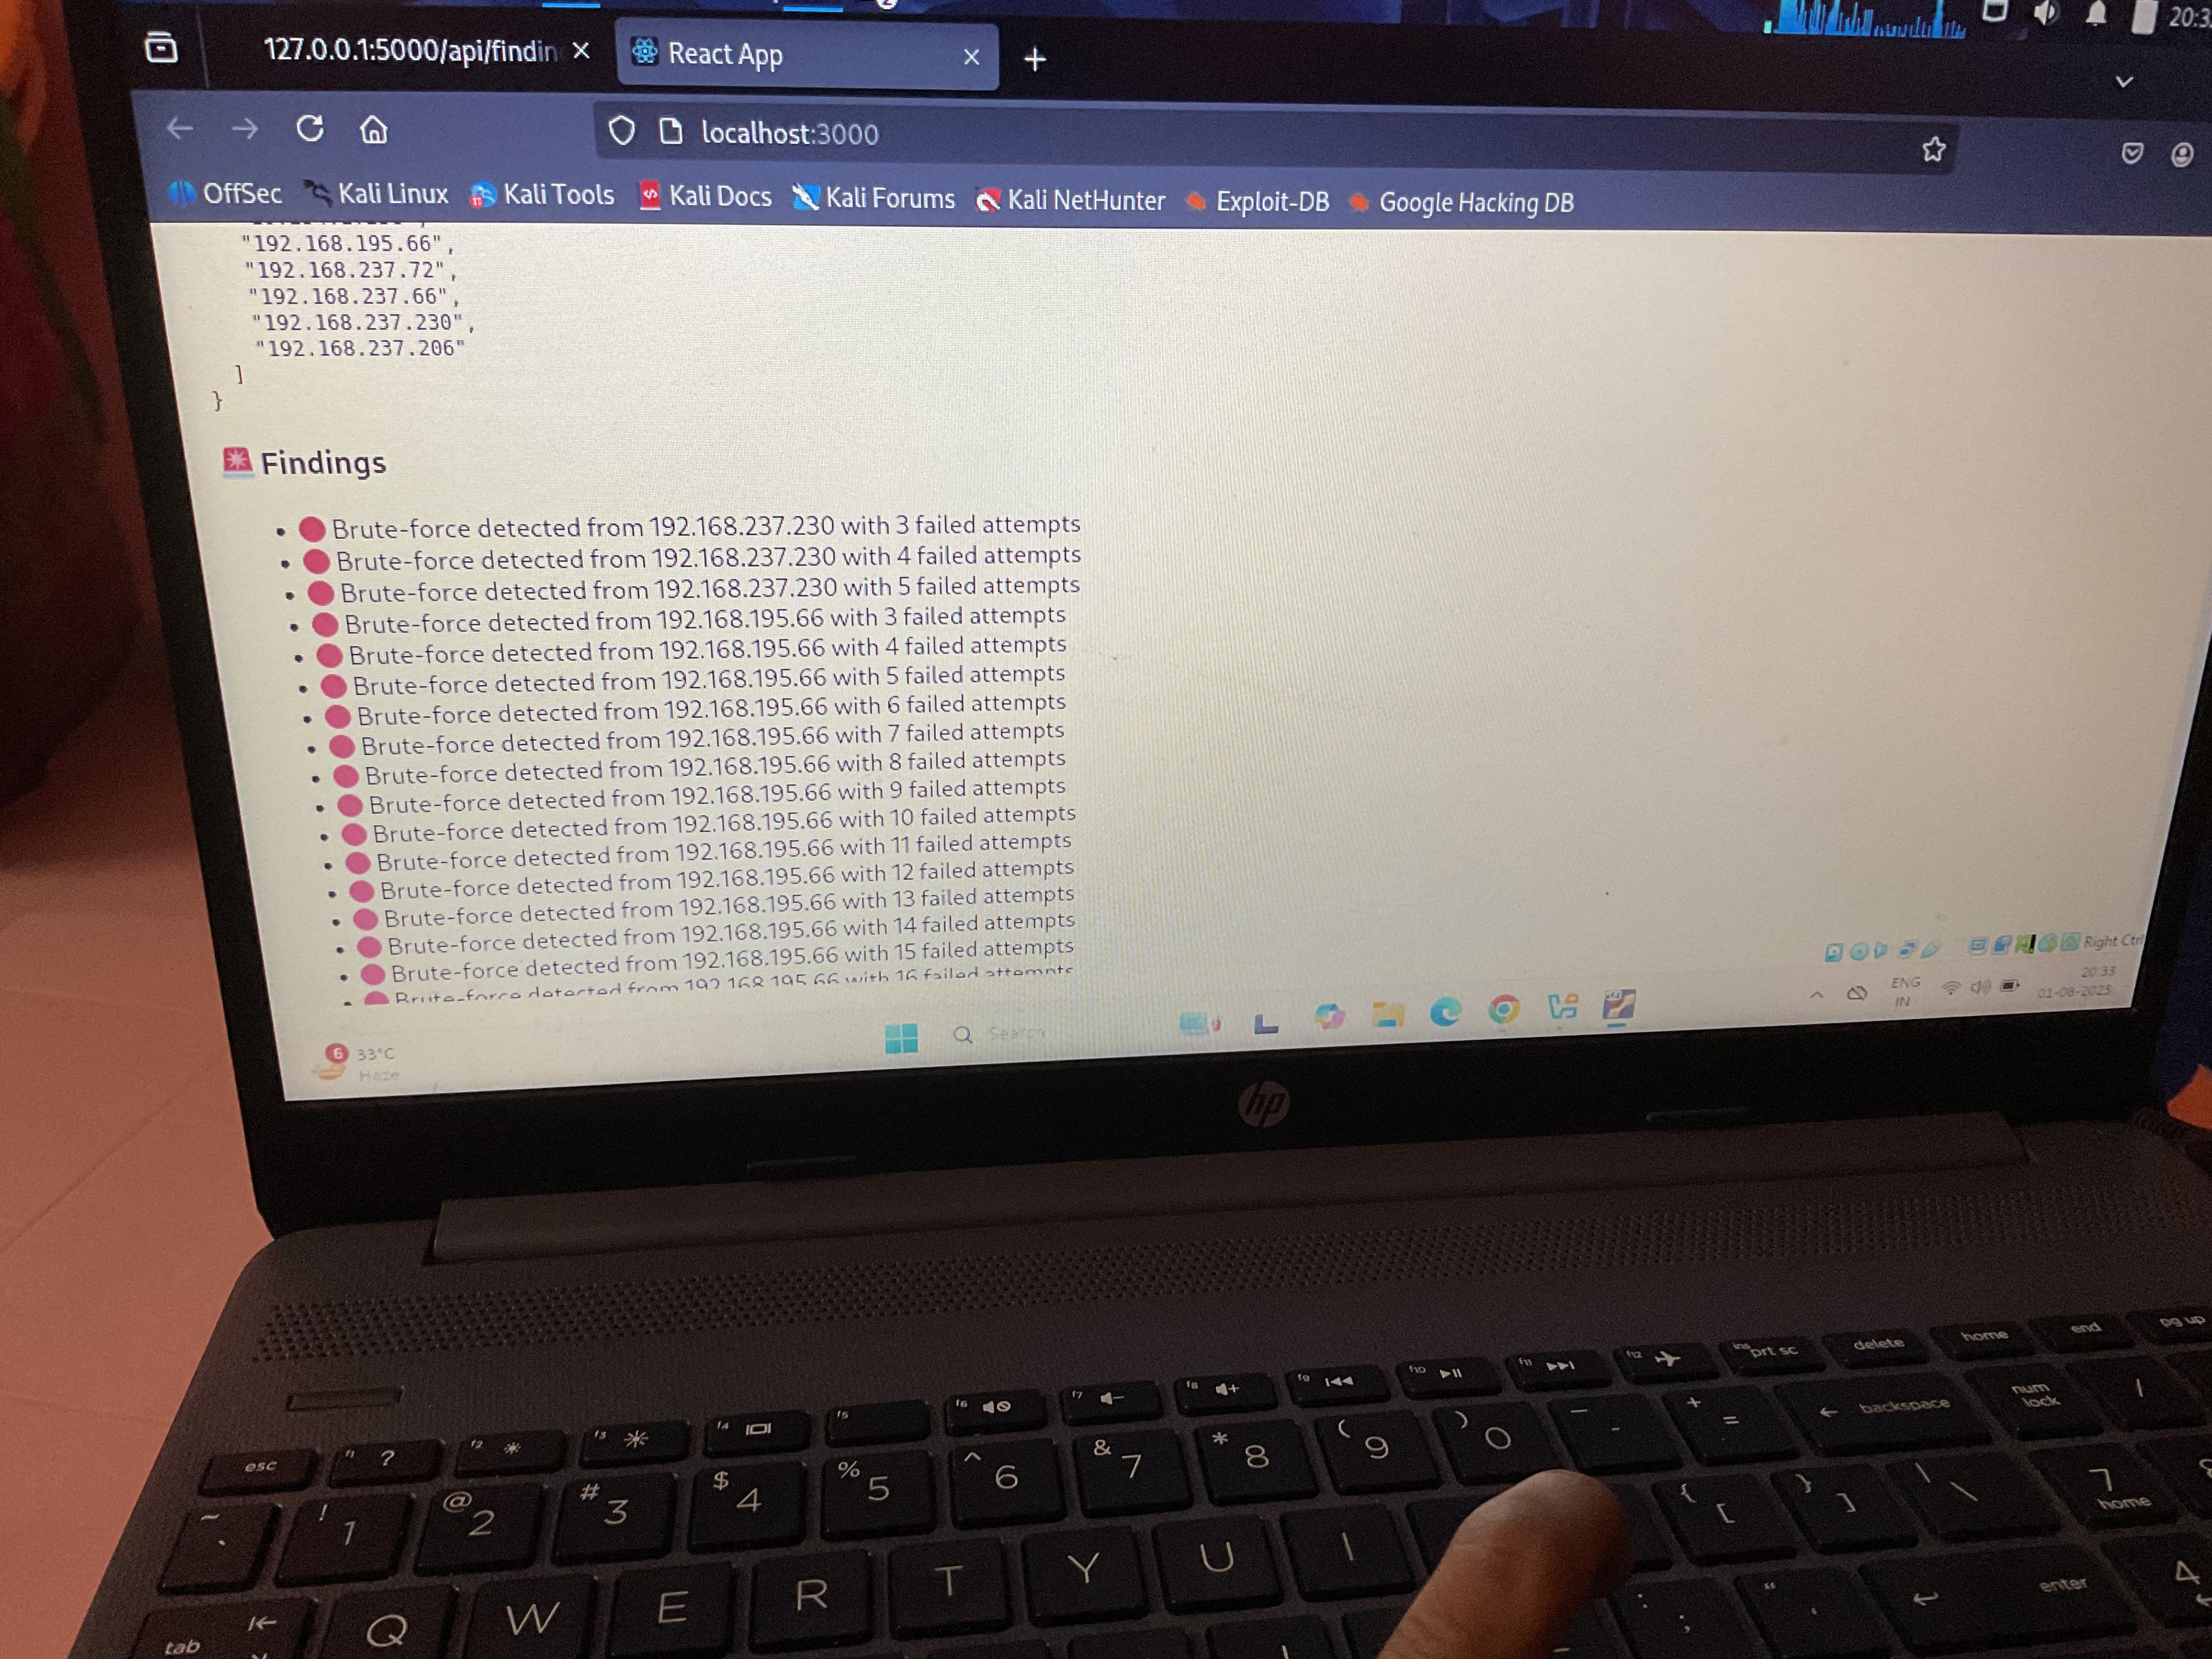 20:3
127.0.0.1:5000/api/findin
React App
localhost:3000
OffSec
Kali Linux
Kali Tools
Kali Docs
Kali Forums
Kali NetHunter
Exploit-DB
Google Hacking DB
"192.168.195.66",
"192.168.237.72",
"192.168.237.66",
"192.168.237.230",
"192.168.237.206"
]
}
Findings
• Brute-force detected from 192.168.237.230 with 3 failed attempts
• Brute-force detected from 192.168.237.230 with 4 failed attempts
• Brute-force detected from 192.168.237.230 with 5 failed attempts
• Brute-force detected from 192.168.195.66 with 3 failed attempts
• Brute-force detected from 192.168.195.66 with 4 failed attempts
• Brute-force detected from 192.168.195.66 with 5 failed attempts
• Brute-force detected from 192.168.195.66 with 6 failed attempts
• Brute-force detected from 192.168.195.66 with 7 failed attempts
• Brute-force detected from 192.168.195.66 with 8 failed attempts
• Brute-force detected from 192.168.195.66 with 9 failed attempts
• Brute-force detected from 192.168.195.66 with 10 failed attempts
• Brute-force detected from 192.168.195.66 with 11 failed attempts
• Brute-force detected from 192.168.195.66 with 12 failed attempts
• Brute-force detected from 192.168.195.66 with 13 failed attempts
• Brute-force detected from 192.168.195.66 with 14 failed attempts
• Brute-force detected from 192.168.195.66 with 15 failed attempts
• Brute-force detected from 192.168.195.66 with 16 failed attempts
Right Ctrl
6
33°C
Haze
Search
ENG
IN
20:33
01-08-2025
hp
esc
f1 ?
f2
f3
f4
f5
f6
f7
f8
f9
f10
f11
f12
ins prt sc
delete
home
end
pg up
~ `
! 1
@ 2
# 3
$ 4
% 5
^ 6
& 7
* 8
( 9
) 0
_ -
+ =
← backspace
num lock
/
tab
Q
W
E
R
T
Y
U
I
{ [
} ]
| \
7 home
: ;
" '
enter
4